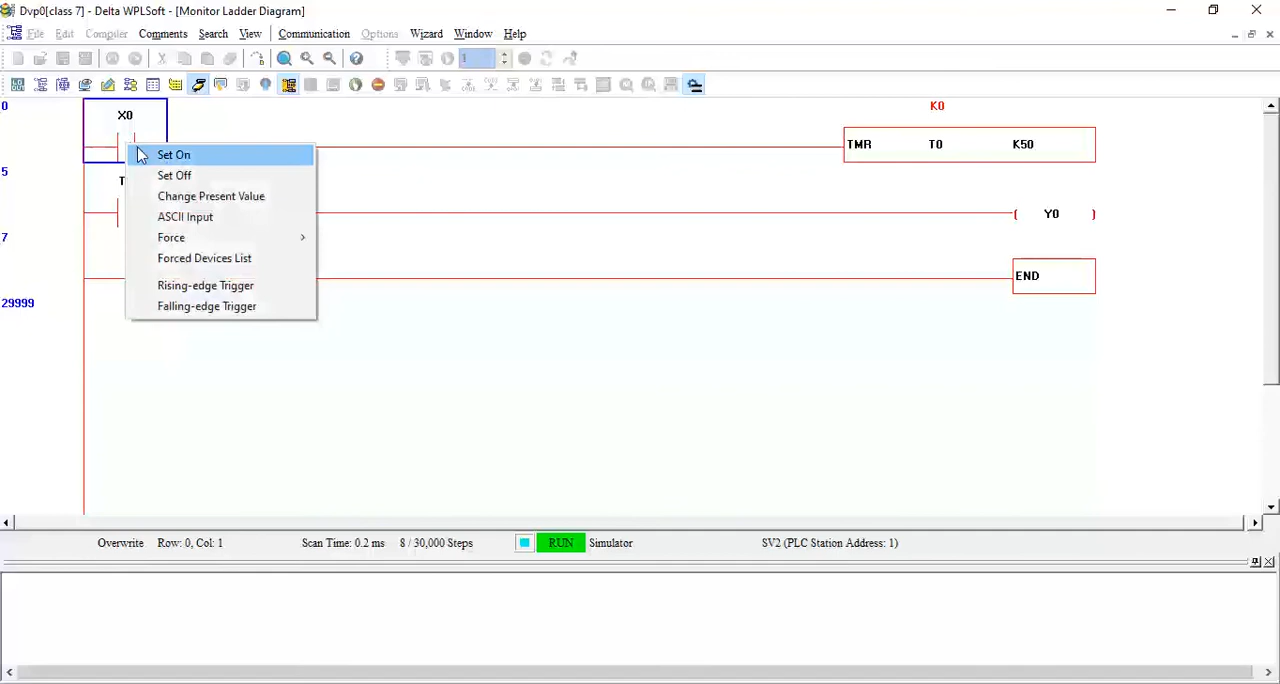 Dvp0[class 7] - Delta WPLSoft - [Monitor Ladder Diagram]
File Edit Compiler Comments Search View Communication Options Wizard Window Help
1
0
X0
K0
TMR T0 K50
Set On
5
T
Set Off
Change Present Value
ASCII Input
Y0
7
Force
Forced Devices List
END
Rising-edge Trigger
29999
Falling-edge Trigger
Overwrite Row: 0, Col: 1 Scan Time: 0.2 ms 8 / 30,000 Steps RUN Simulator SV2 (PLC Station Address: 1)